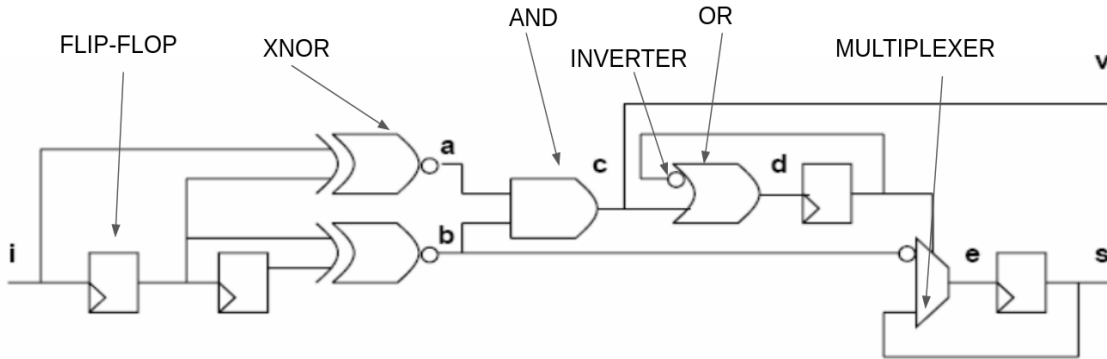 AND
OR
FLIP-FLOP
XNOR
INVERTER
MULTIPLEXER
v
a
c
d
b
i
e
s